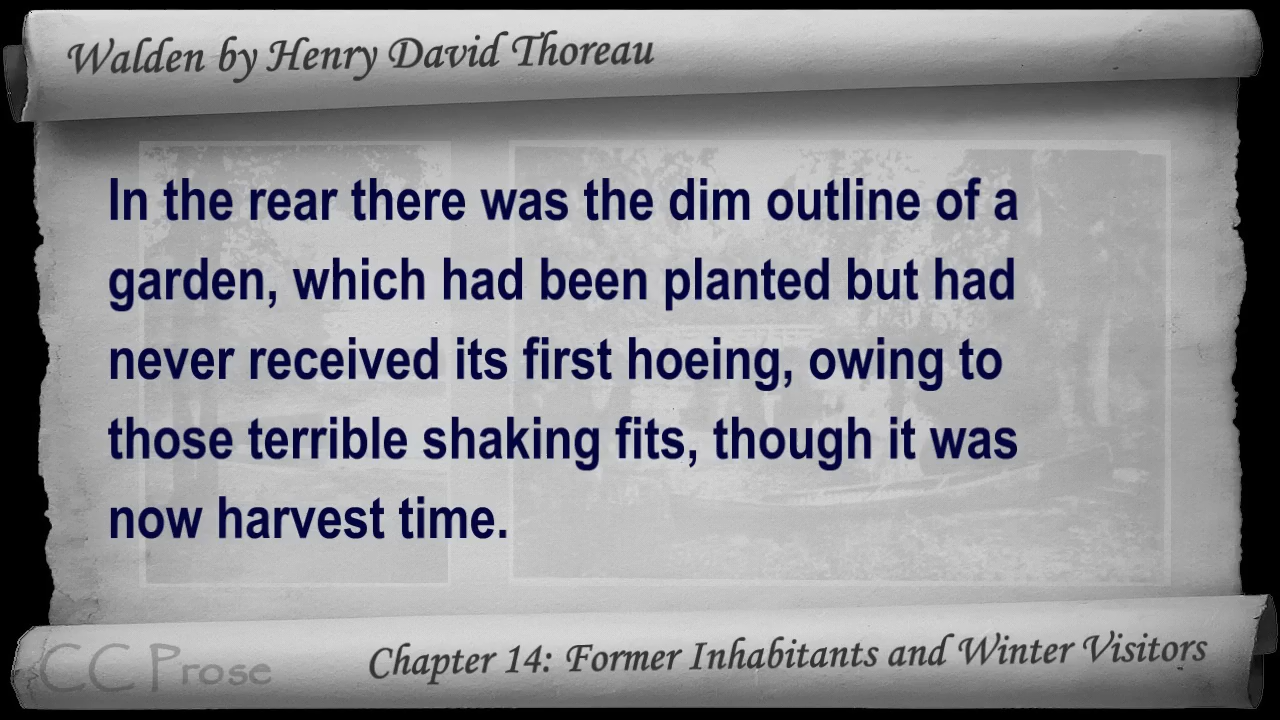 Walden by Henry David Thoreau
In the rear there was the dim outline of a
garden, which had been planted but had
never received its first hoeing, owing to
those terrible shaking fits, though it was
now harvest time.
CC Prose
Chapter 14: Former Inhabitants and Winter Visitors